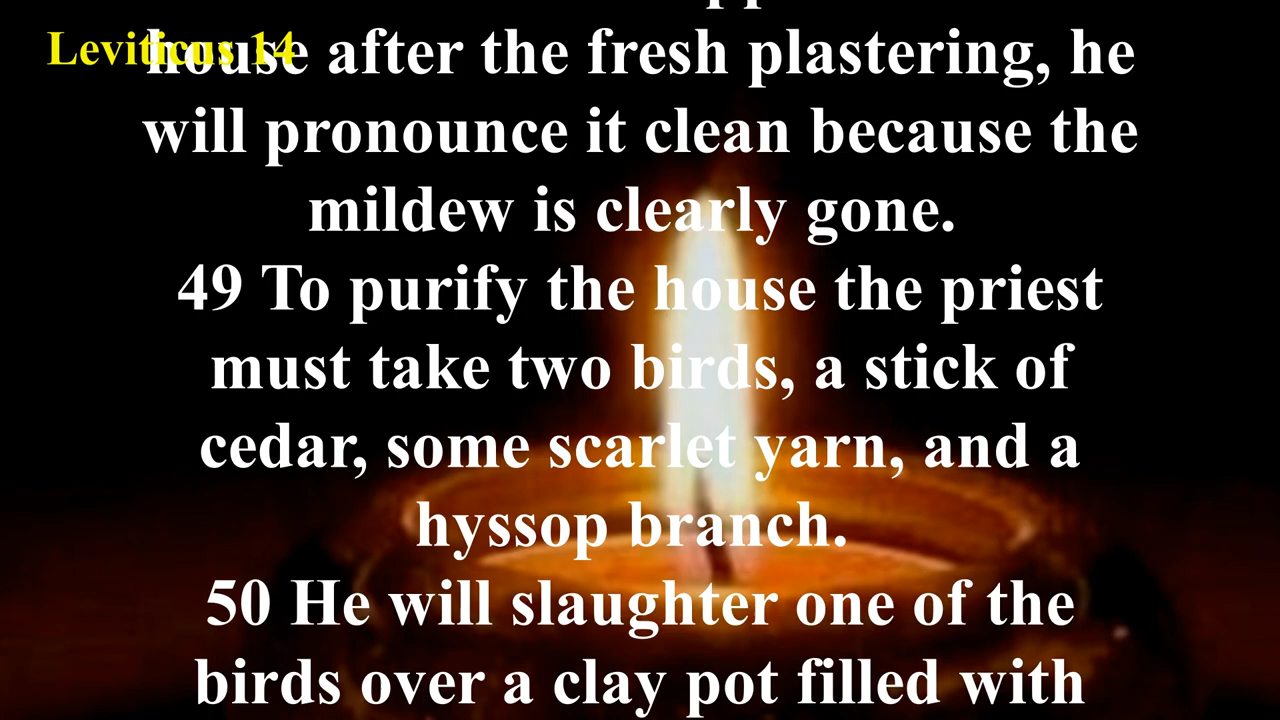 Leviticus 14
house after the fresh plastering, he
will pronounce it clean because the
mildew is clearly gone.
49 To purify the house the priest
must take two birds, a stick of
cedar, some scarlet yarn, and a
hyssop branch.
50 He will slaughter one of the
birds over a clay pot filled with